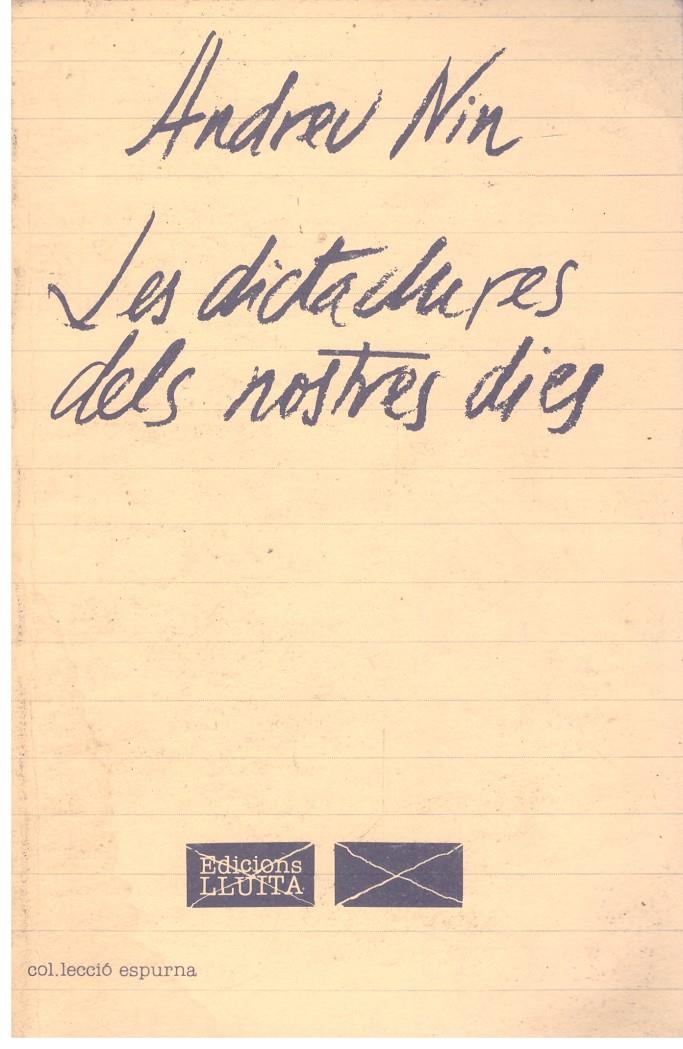 Andreu Nin
Les dictadures
dels nostres dies
Edicions
LLUITA
col.lecció espurna